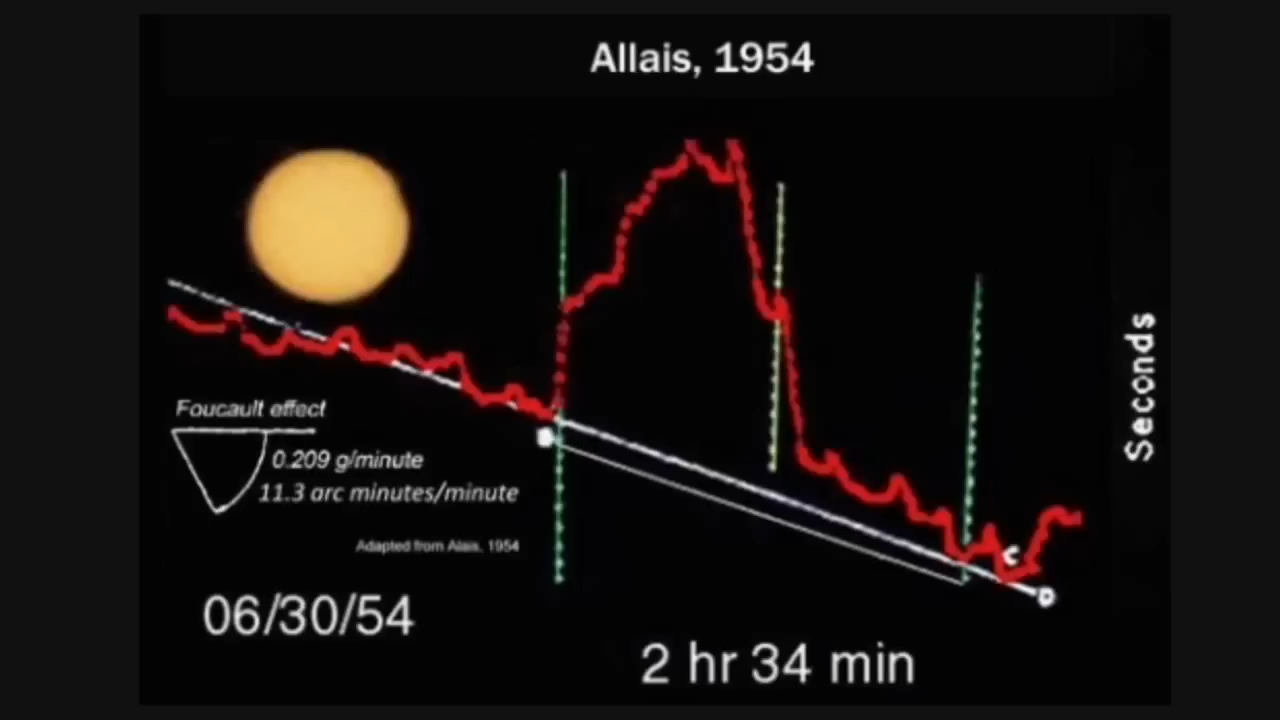 Allais, 1954
Seconds
Foucault effect
0.209 g/minute
11.3 arc minutes/minute
Adapted from Alais, 1954
C
D
06/30/54
2 hr 34 min